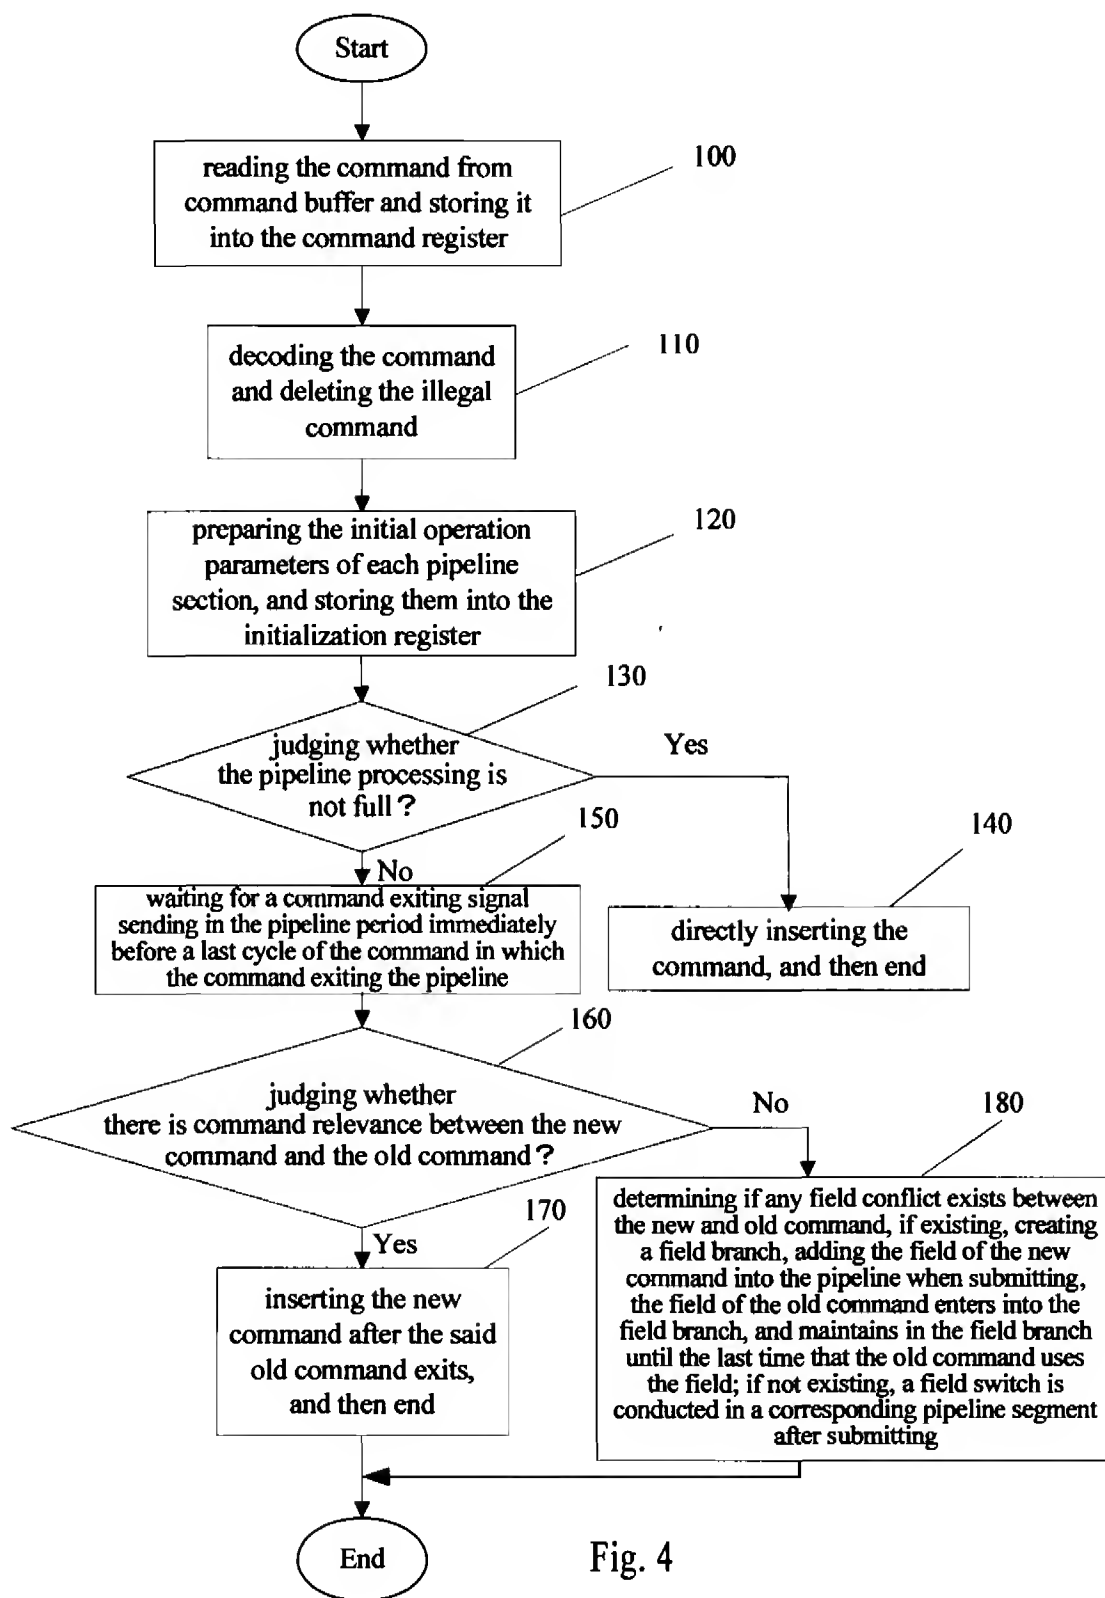 Start
100
reading the command from
command buffer and storing it
into the command register
110
decoding the command
and deleting the illegal
command
120
preparing the initial operation
parameters of each pipeline
section, and storing them into the
initialization register
130
judging whether
the pipeline processing is
not full?
Yes
No
150
140
waiting for a command exiting signal
sending in the pipeline period immediately
before a last cycle of the command in which
the command exiting the pipeline
directly inserting the
command, and then end
160
judging whether
there is command relevance between the new
command and the old command?
No
180
Yes
170
inserting the new
command after the said
old command exits,
and then end
determining if any field conflict exists between
the new and old command, if existing, creating
a field branch, adding the field of the new
command into the pipeline when submitting,
the field of the old command enters into the
field branch, and maintains in the field branch
until the last time that the old command uses
the field; if not existing, a field switch is
conducted in a corresponding pipeline segment
after submitting
End
Fig. 4